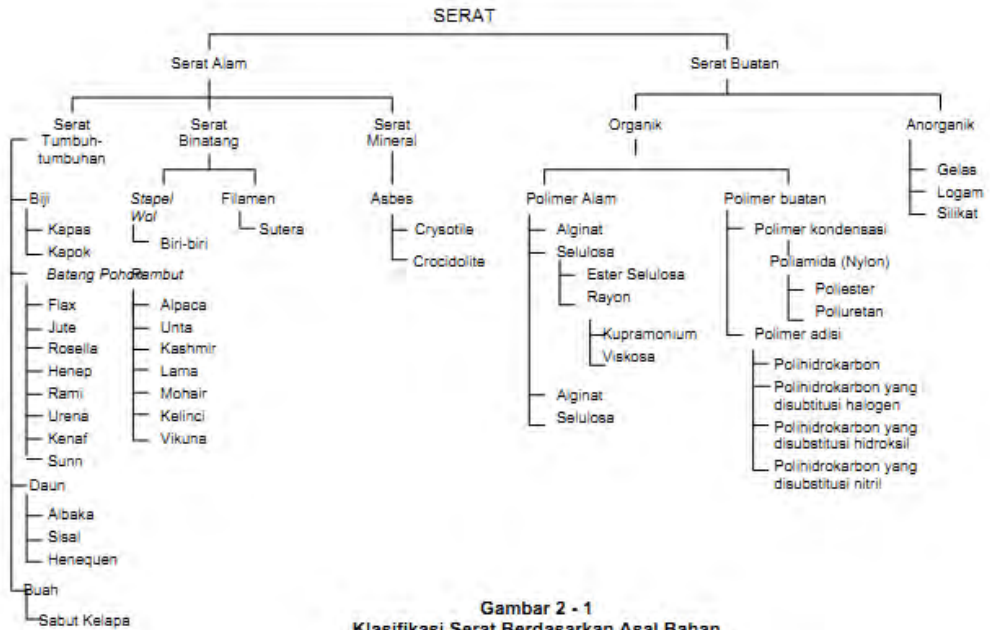 SERAT
Serat Alam
Serat Buatan
Serat
Tumbuh-
tumbuhan
Serat
Binatang
Serat
Mineral
Organik
Anorganik
Biji
Kapas
Kapok
Batang Pohon
Flax
Jute
Rosella
Henep
Rami
Urena
Kenaf
Sunn
Daun
Albaka
Sisal
Henequen
Buah
Sabut Kelapa
Stapel
Wol
Biri-biri
Rambut
Alpaca
Unta
Kashmir
Lama
Mohair
Kelinci
Vikuna
Filamen
Sutera
Asbes
Crysotile
Crocidolite
Polimer Alam
Alginat
Selulosa
Ester Selulosa
Rayon
Kupramonium
Viskosa
Alginat
Selulosa
Polimer buatan
Polimer kondensasi
Poliamida (Nylon)
Poliester
Poliuretan
Polimer adisi
Polihidrokarbon
Polihidrokarbon yang
disubtitusi halogen
Polihidrokarbon yang
disubstitusi hidroksil
Polihidrokarbon yang
disubstitusi nitril
Gelas
Logam
Silikat
Gambar 2 - 1
Klasifikasi Serat Berdasarkan Asal Bahan